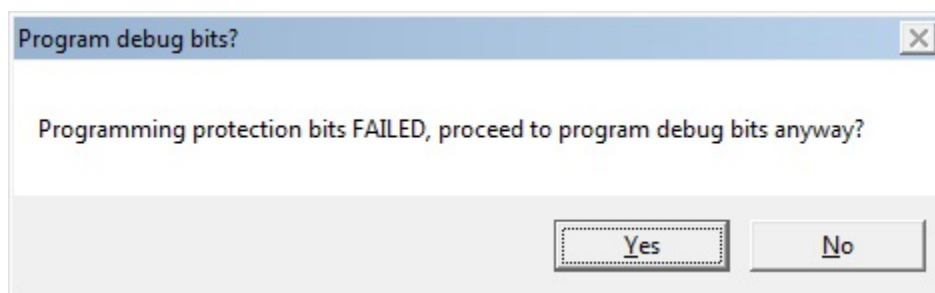 Program debug bits?
Programming protection bits FAILED, proceed to program debug bits anyway?
Yes
No